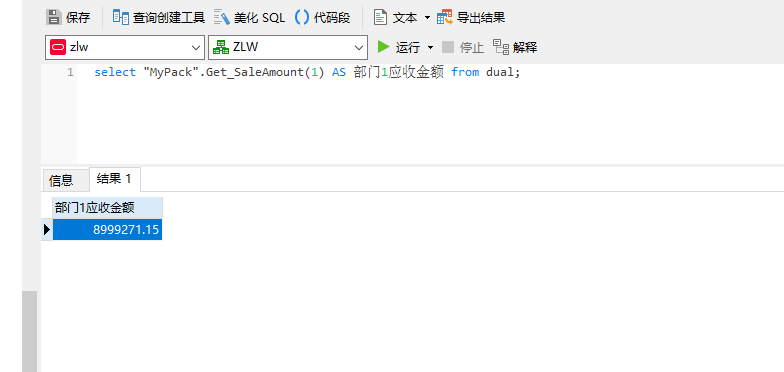 保存 查询创建工具 美化 SQL 代码段 文本 导出结果
zlw ZLW 运行 停止 解释
1 select "MyPack".Get_SaleAmount(1) AS 部门1应收金额 from dual;
信息 结果 1
部门1应收金额
8999271.15